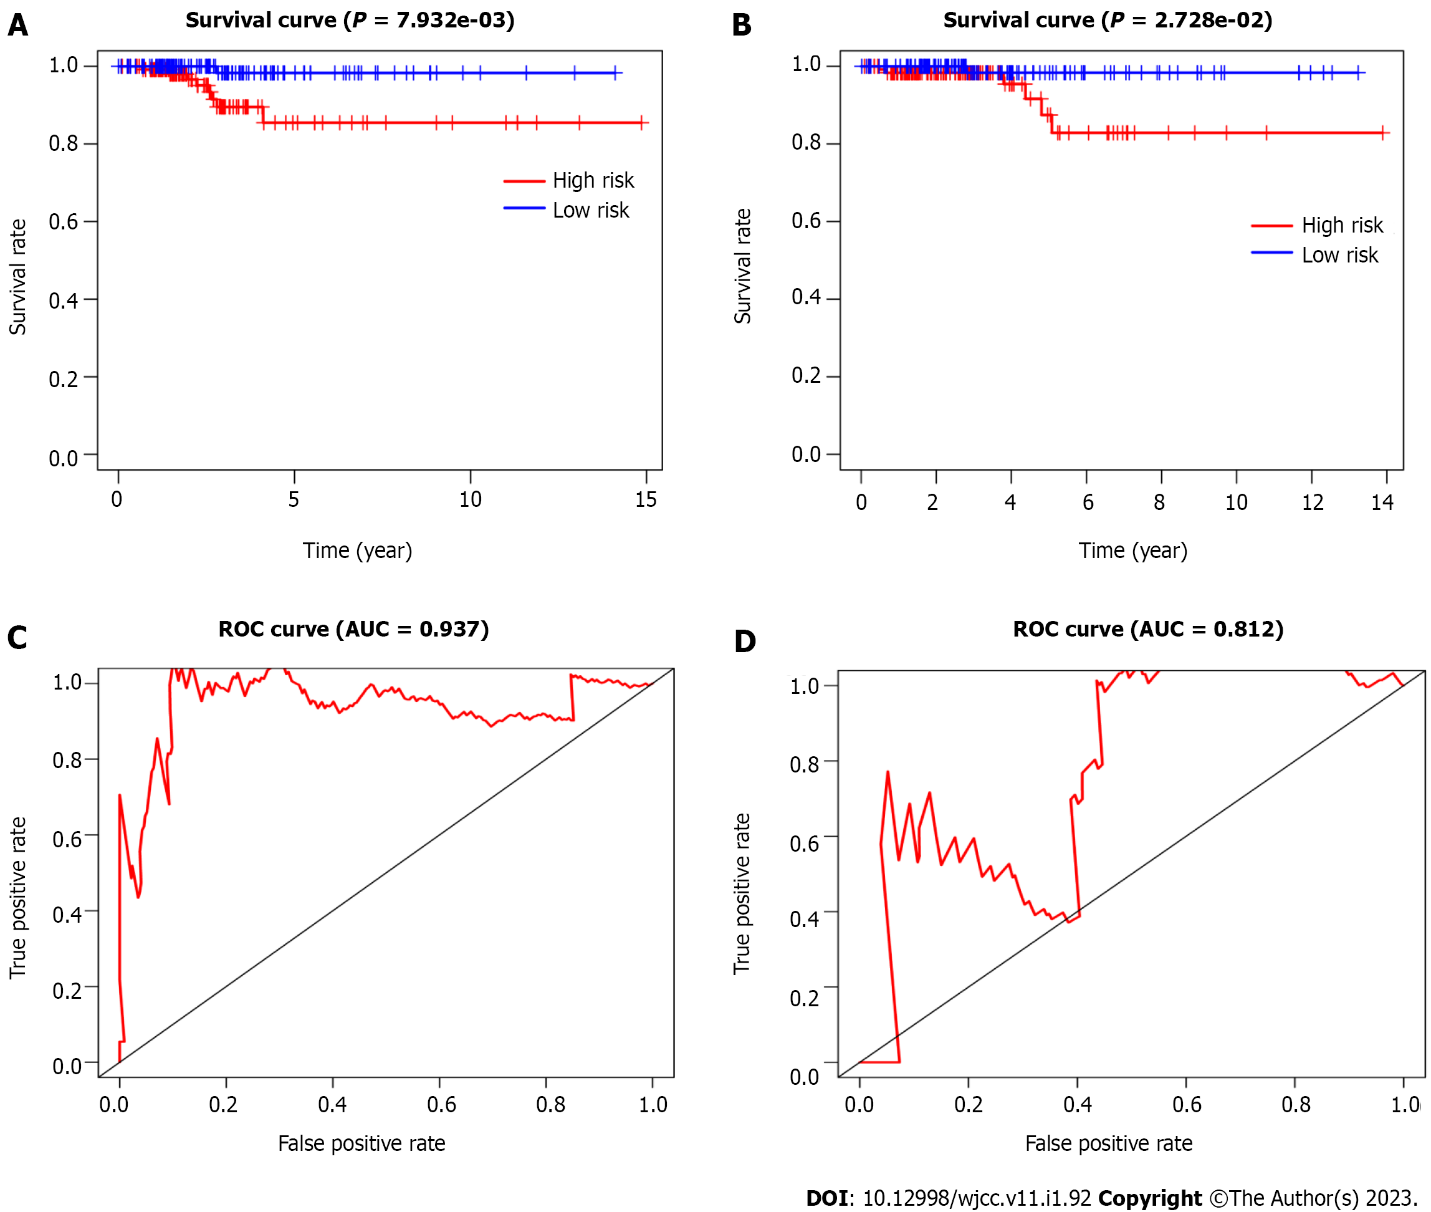 A
Survival curve (P = 7.932e-03)
1.0
0.8
0.6
0.4
0.2
0.0
Survival rate
High risk
Low risk
0 5 10 15
Time (year)
B
Survival curve (P = 2.728e-02)
1.0
0.8
0.6
0.4
0.2
0.0
Survival rate
High risk
Low risk
0 2 4 6 8 10 12 14
Time (year)
C
ROC curve (AUC = 0.937)
1.0
0.8
0.6
0.4
0.2
0.0
True positive rate
0.0 0.2 0.4 0.6 0.8 1.0
False positive rate
D
ROC curve (AUC = 0.812)
1.0
0.8
0.6
0.4
0.2
0.0
True positive rate
0.0 0.2 0.4 0.6 0.8 1.0
False positive rate
DOI: 10.12998/wjcc.v11.i1.92 Copyright ©The Author(s) 2023.